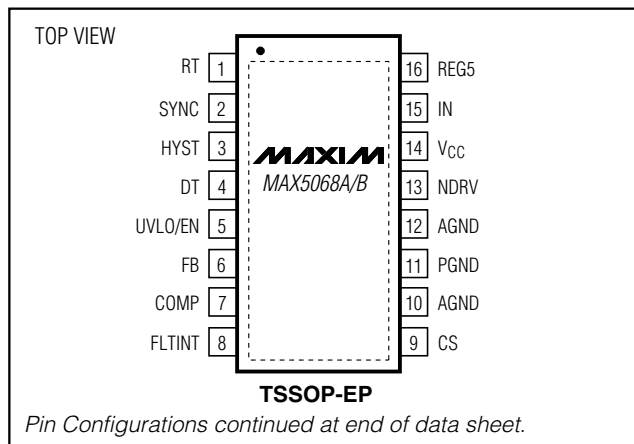 TOP VIEW
RT 1 16 REG5
SYNC 2 15 IN
HYST 3 14 VCC
MAXIM
DT 4 13 NDRV
MAX5068A/B
UVLO/EN 5 12 AGND
FB 6 11 PGND
COMP 7 10 AGND
FLTINT 8 9 CS
TSSOP-EP
Pin Configurations continued at end of data sheet.